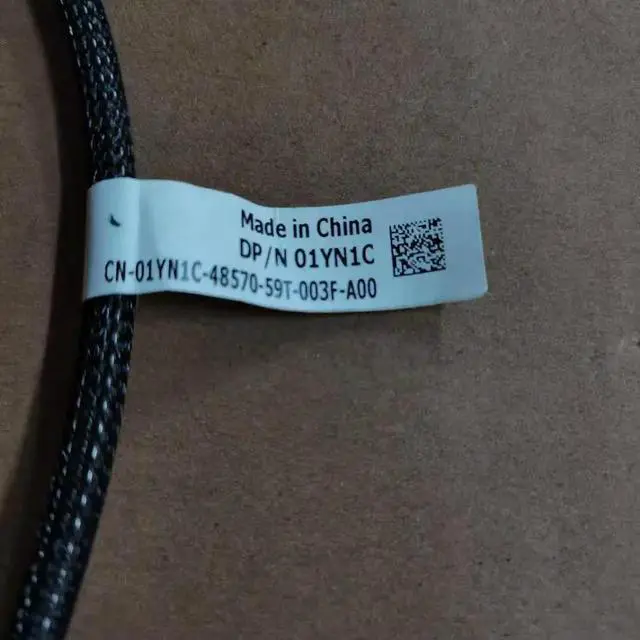 Made in China
DP/N 01YN1C
CN-01YN1C-48570-59T-003F-A00